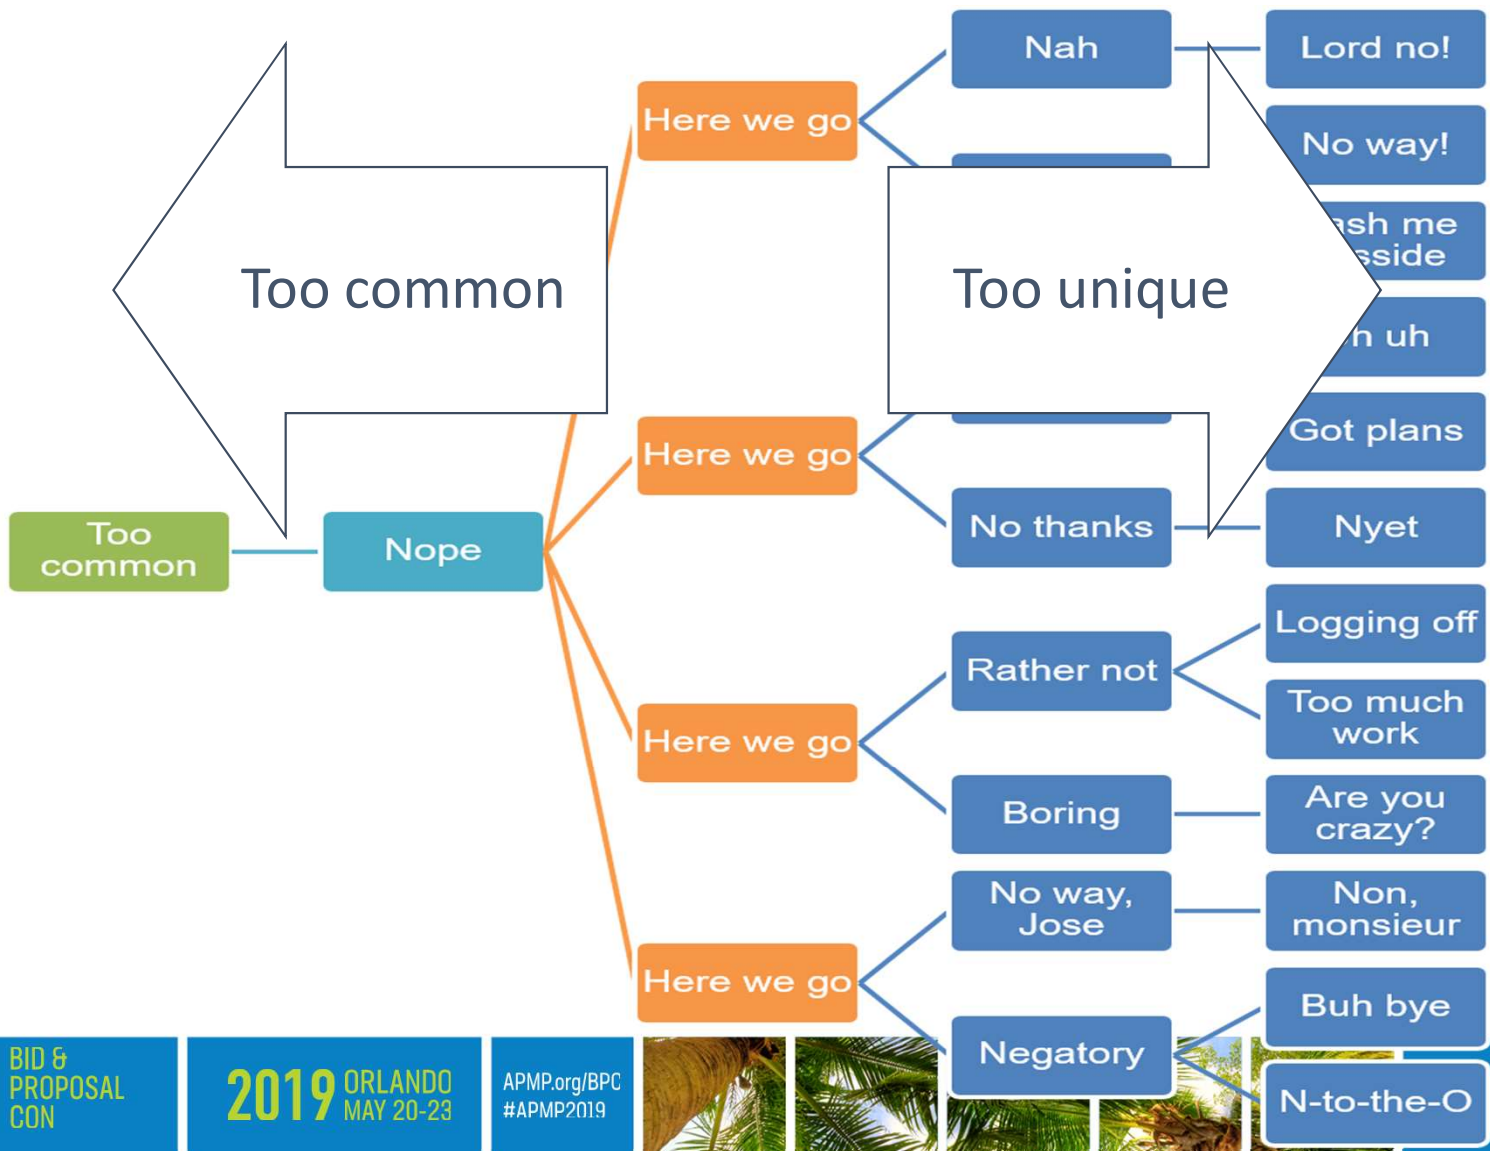 Too
common
Nope
Here we go
Here we go
Here we go
Here we go
Nah
No thanks
Rather not
Boring
No way,
Jose
Negatory
Lord no!
No way!
me
uh
Got plans
Nyet
Logging off
Too much
work
Are you
crazy?
Non,
monsieur
Buh bye
N-to-the-O
Too common
Too unique
BID &
PROPOSAL
CON
2019 ORLANDO
MAY 20-23
APMP.org/BPC
#APMP2019